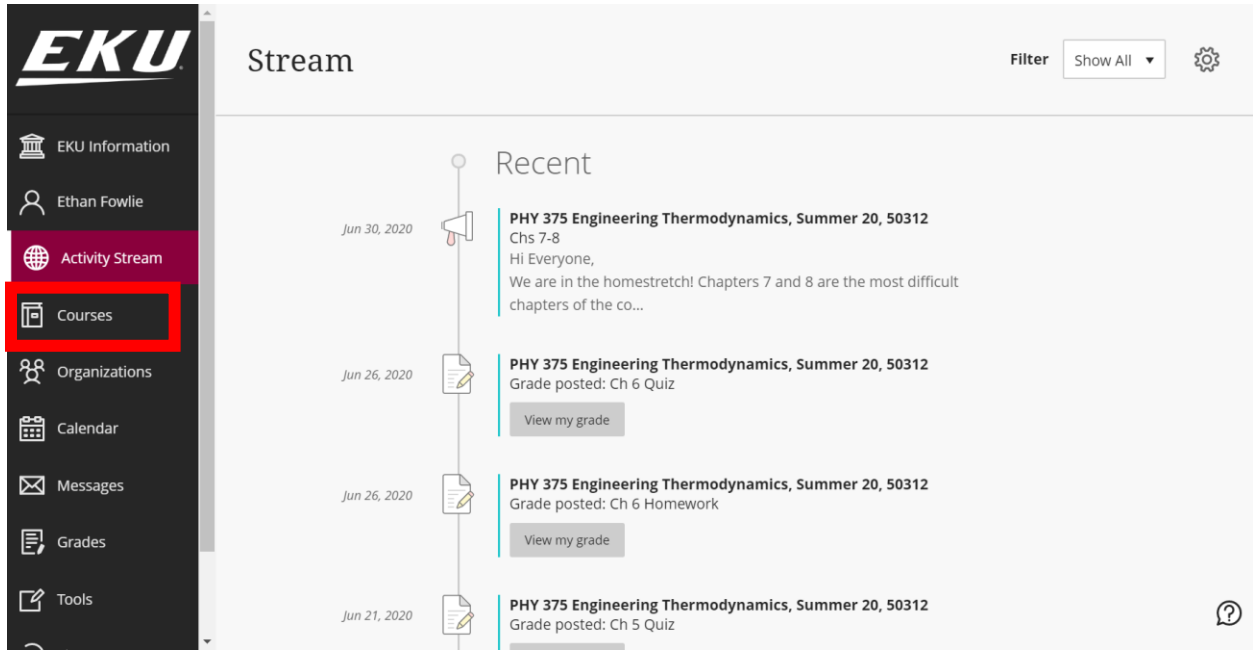 EKU
EKU Information
Ethan Fowlie
Activity Stream
Courses
Organizations
Calendar
Messages
Grades
Tools
Stream
Filter
Show All
Recent
Jun 30, 2020
PHY 375 Engineering Thermodynamics, Summer 20, 50312
Chs 7-8
Hi Everyone,
We are in the homestretch! Chapters 7 and 8 are the most difficult
chapters of the co...
Jun 26, 2020
PHY 375 Engineering Thermodynamics, Summer 20, 50312
Grade posted: Ch 6 Quiz
View my grade
Jun 26, 2020
PHY 375 Engineering Thermodynamics, Summer 20, 50312
Grade posted: Ch 6 Homework
View my grade
Jun 21, 2020
PHY 375 Engineering Thermodynamics, Summer 20, 50312
Grade posted: Ch 5 Quiz